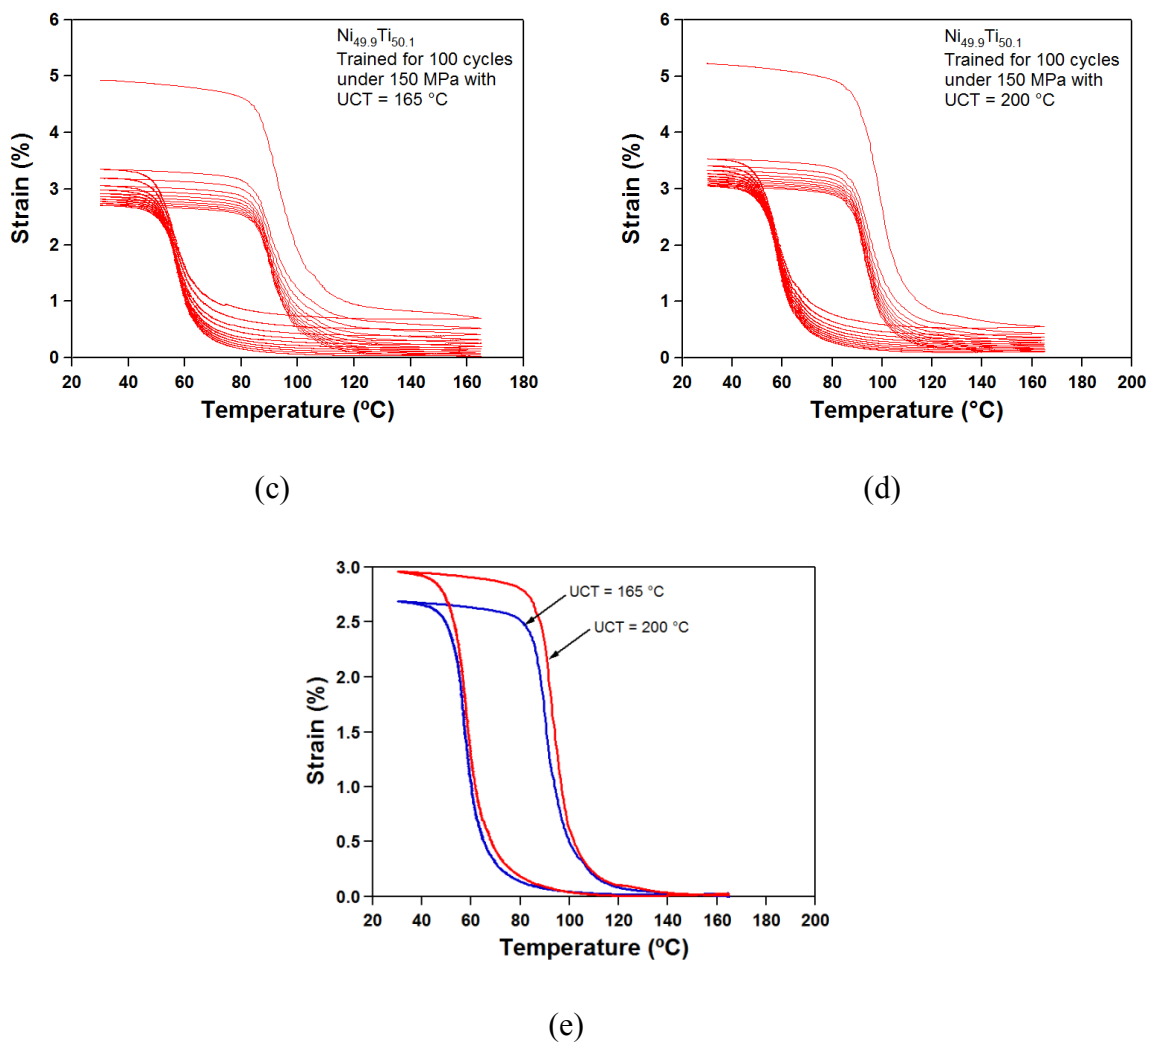 6
5
4
3
2
1
0
Strain (%)
Ni49.9Ti50.1
Trained for 100 cycles
under 150 MPa with
UCT = 165 °C
20 40 60 80 100 120 140 160 180
Temperature (ºC)
(c)
6
5
4
3
2
1
0
Strain (%)
Ni49.9Ti50.1
Trained for 100 cycles
under 150 MPa with
UCT = 200 °C
20 40 60 80 100 120 140 160 180 200
Temperature (°C)
(d)
3.0
2.5
2.0
1.5
1.0
0.5
0.0
Strain (%)
UCT = 165 °C
UCT = 200 °C
20 40 60 80 100 120 140 160 180 200
Temperature (ºC)
(e)